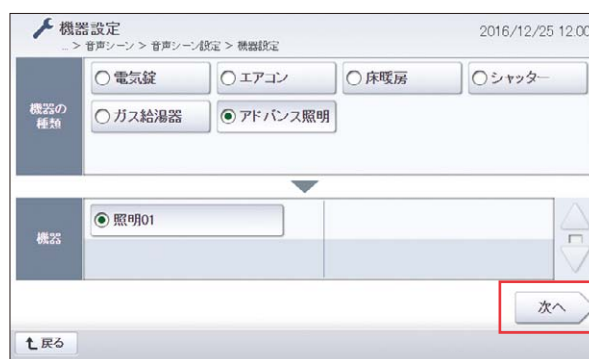 機器設定
2016/12/25 12:00
...> 音声シーン > 音声シーン設定 > 機器設定
機器の
種類
電気錠
エアコン
床暖房
シャッター
ガス給湯器
アドバンス照明
機器
照明01
次へ
戻る